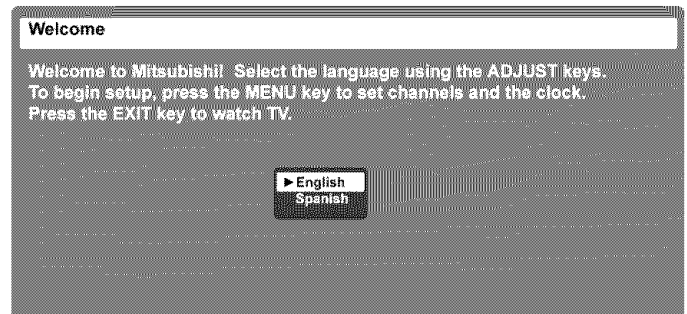 Welcome
Welcome to Mitsubishi! Select the language using the ADJUST keys.
To begin setup, press the MENU key to set channels and the clock.
Press the EXIT key to watch TV.
►English
Spanish